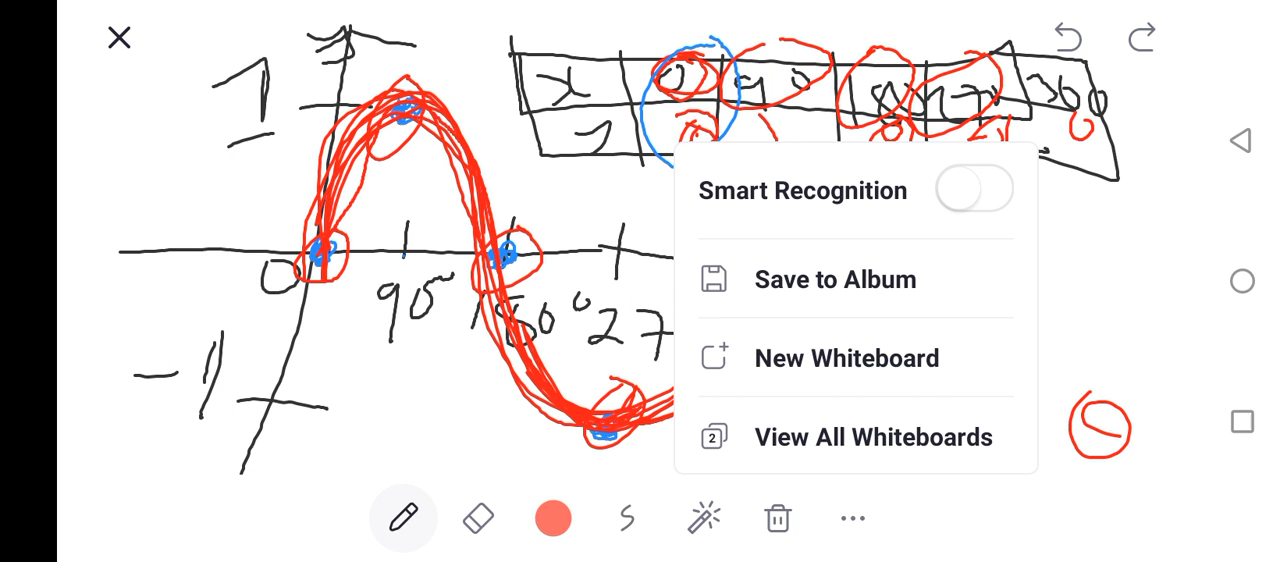 1
x 0 90 180 270 360
y 0 1 0 -1 0
Smart Recognition
Save to Album
0 90° 180° 27
New Whiteboard
-1
View All Whiteboards
2
S